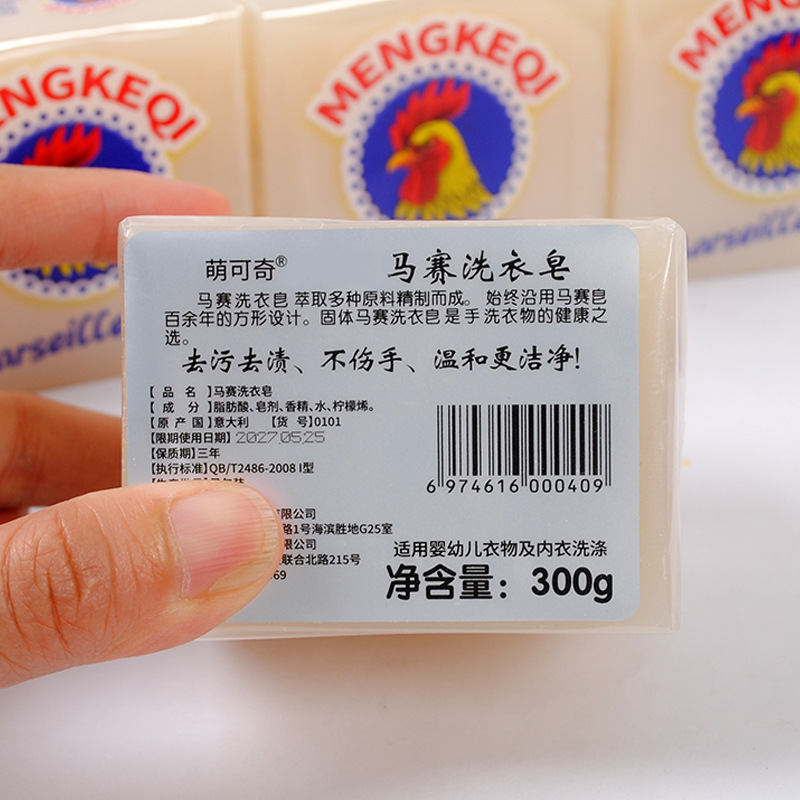 ENGKEQI
MENGKEQI
MENGKEQI
arseilla
arseill
萌可奇®
马赛洗衣皂
马赛洗衣皂 萃取多种原料精制而成。 始终沿用马赛皂
百余年的方形设计。固体马赛洗衣皂是手洗衣物的健康之
选。
去污去渍、不伤手、温和更洁净!
【 品 名 】马赛洗衣皂
【 成 分 】脂肪酸、皂剂、香精、水、柠檬烯。
【原 产 国】意大利 【货 号】0101
【限期使用日期】2027.05.25
【保质期】三年
【执行标准】QB/T2486-2008 I型
限公司
路1号海滨胜地G25室
限公司
联合北路215号
69
6 974616 000409
适用婴幼儿衣物及内衣洗涤
净含量：300g